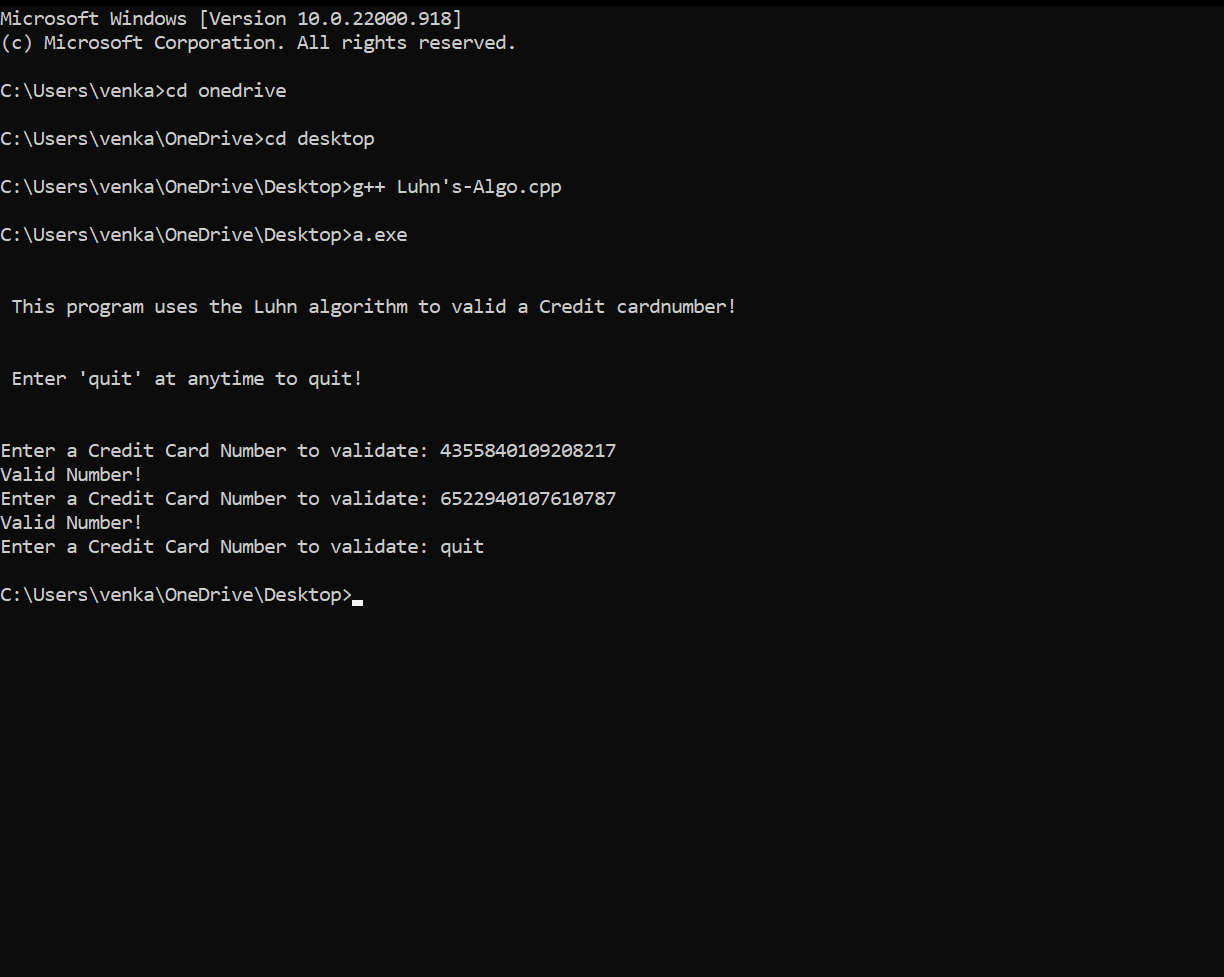 Microsoft Windows [Version 10.0.22000.918]
(c) Microsoft Corporation. All rights reserved.
C:\Users\venka>cd onedrive
C:\Users\venka\OneDrive>cd desktop
C:\Users\venka\OneDrive\Desktop>g++ Luhn's-Algo.cpp
C:\Users\venka\OneDrive\Desktop>a.exe
This program uses the Luhn algorithm to valid a Credit cardnumber!
Enter 'quit' at anytime to quit!
Enter a Credit Card Number to validate: 4355840109208217
Valid Number!
Enter a Credit Card Number to validate: 6522940107610787
Valid Number!
Enter a Credit Card Number to validate: quit
C:\Users\venka\OneDrive\Desktop>